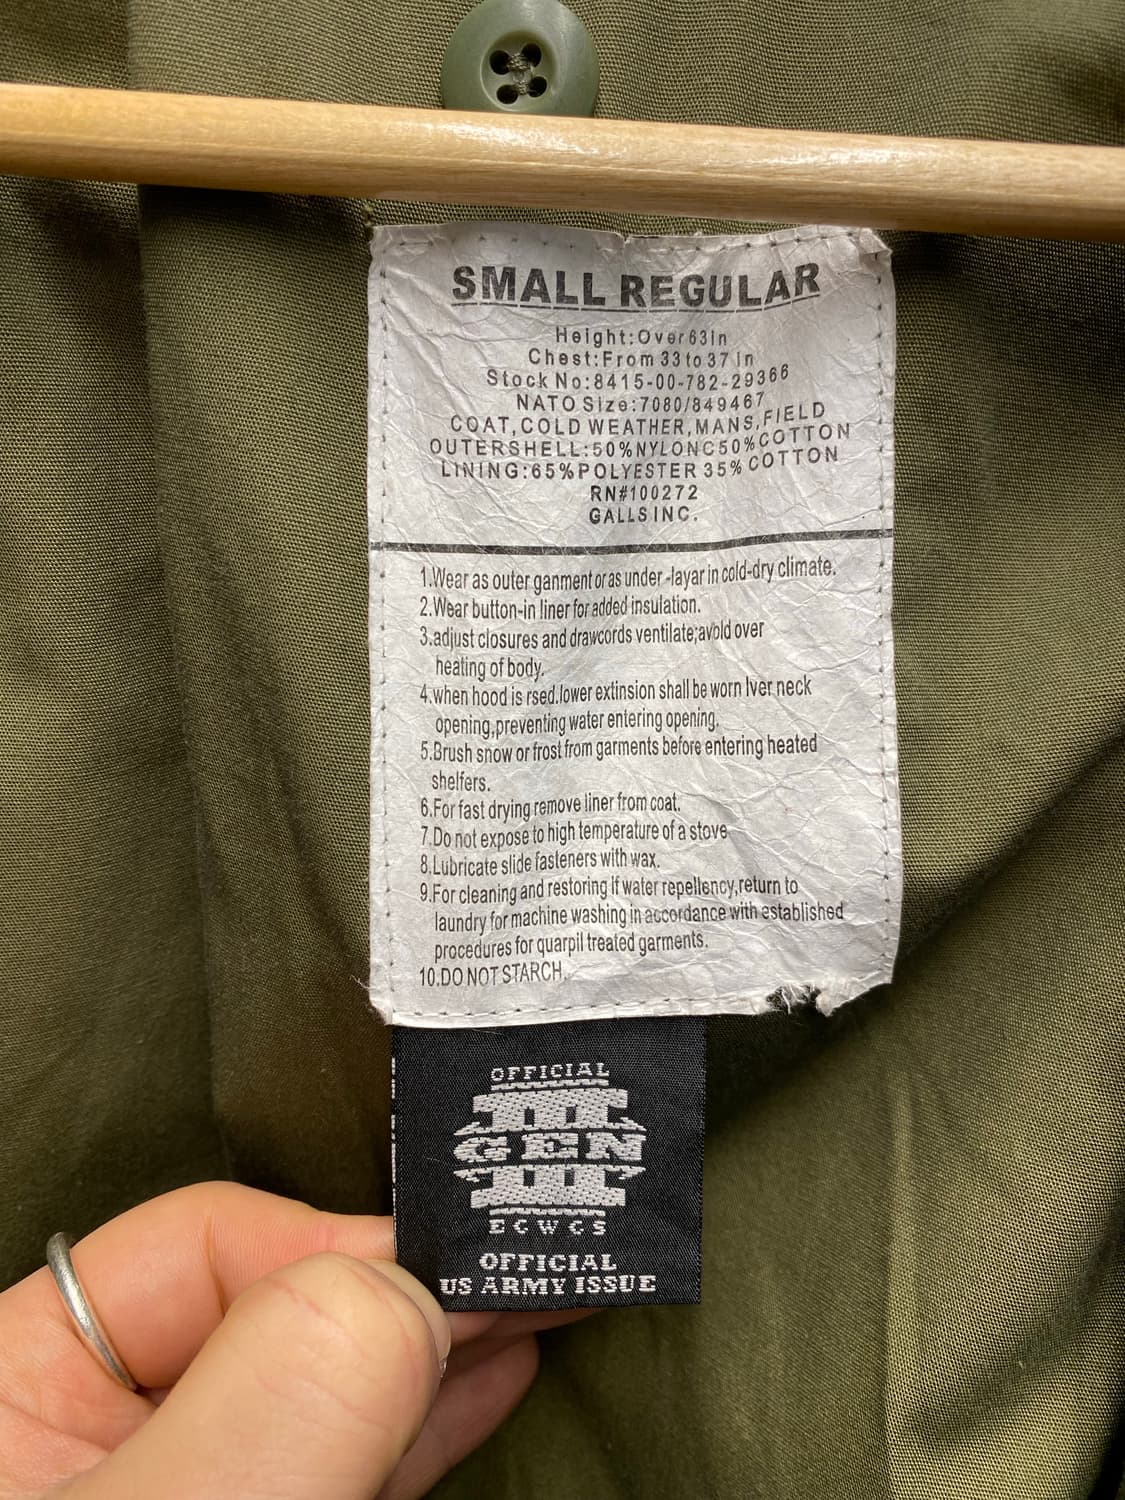 SMALL REGULAR
Height:Over63in
Chest:From 33 to 37 in
Stock No:8415-00-782-29366
NATO Size:7080/849467
COAT,COLD WEATHER,MANS,FIELD
OUTERSHELL:50%NYLONC50%COTTON
LINING:65%POLYESTER 35% COTTON
RN#100272
GALLS INC.
1.Wear as outer ganment or as under -layar in cold-dry climate.
2.Wear button-in liner for added insulation.
3.adjust closures and drawcords ventilate;avold over
heating of body.
4.when hood is rsed.lower extinsion shall be worn lver neck
opening,preventing water entering opening.
5.Brush snow or frost from garments before entering heated
shelfers.
6.For fast drying remove liner from coat.
7.Do not expose to high temperature of a stove
8.Lubricate slide fasteners with wax.
9.For cleaning and restoring if water repellency,return to
laundry for machine washing in accordance with established
procedures for quarpil treated garments.
10.DO NOT STARCH.
OFFICIAL
III
GEN
III
ECWCS
OFFICIAL
US ARMY ISSUE